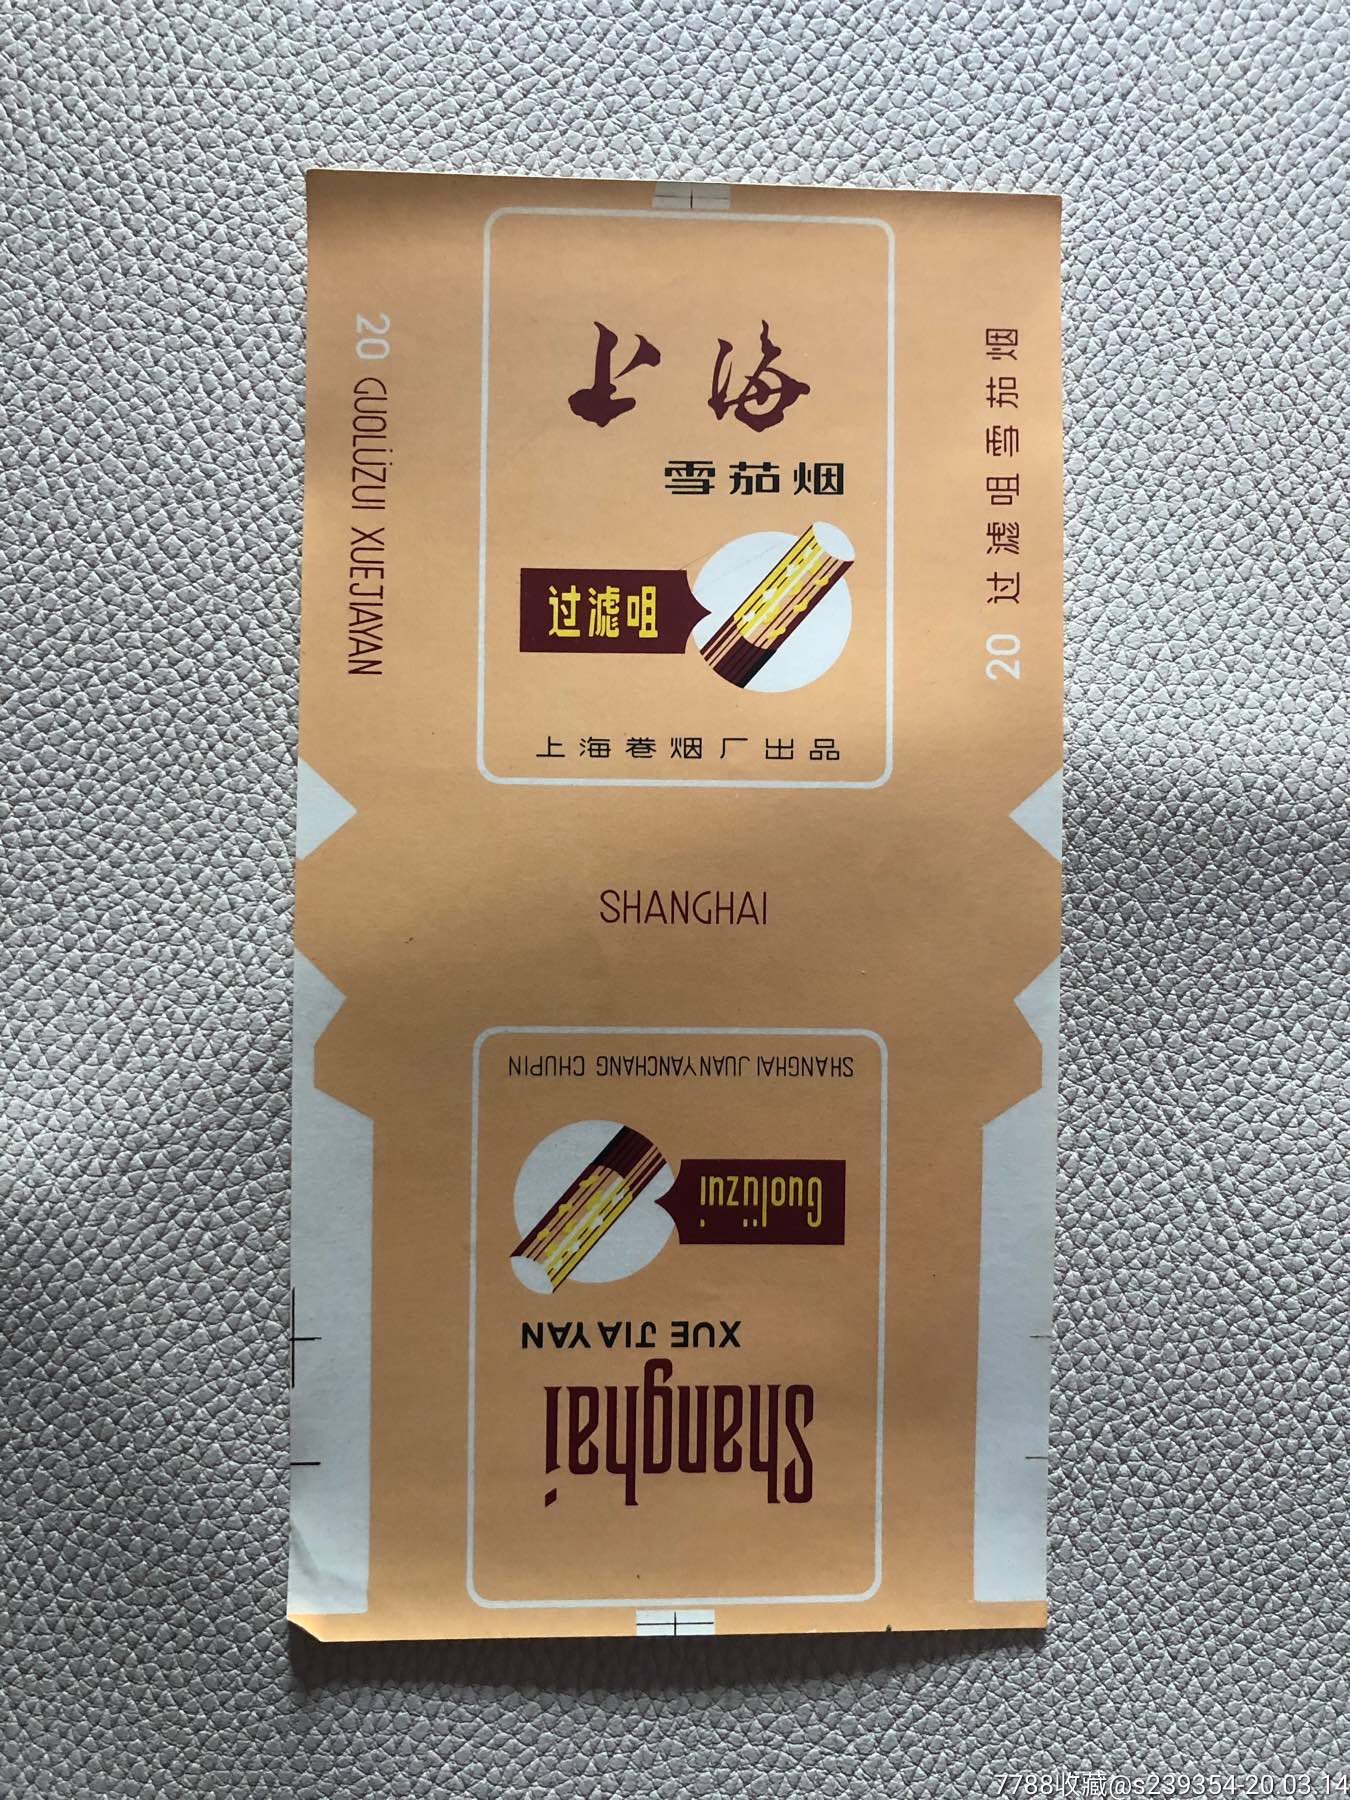 上海
雪茄烟
过滤咀
上海卷烟厂出品
20 GUOLÜZUI XUEJIAYAN
20 过滤咀雪茄烟
SHANGHAI
Shanghai
XUE JIA YAN
Guolüzui
SHANGHAI JUANYANCHANG CHUPIN
7788收藏@s239354-20.03.14